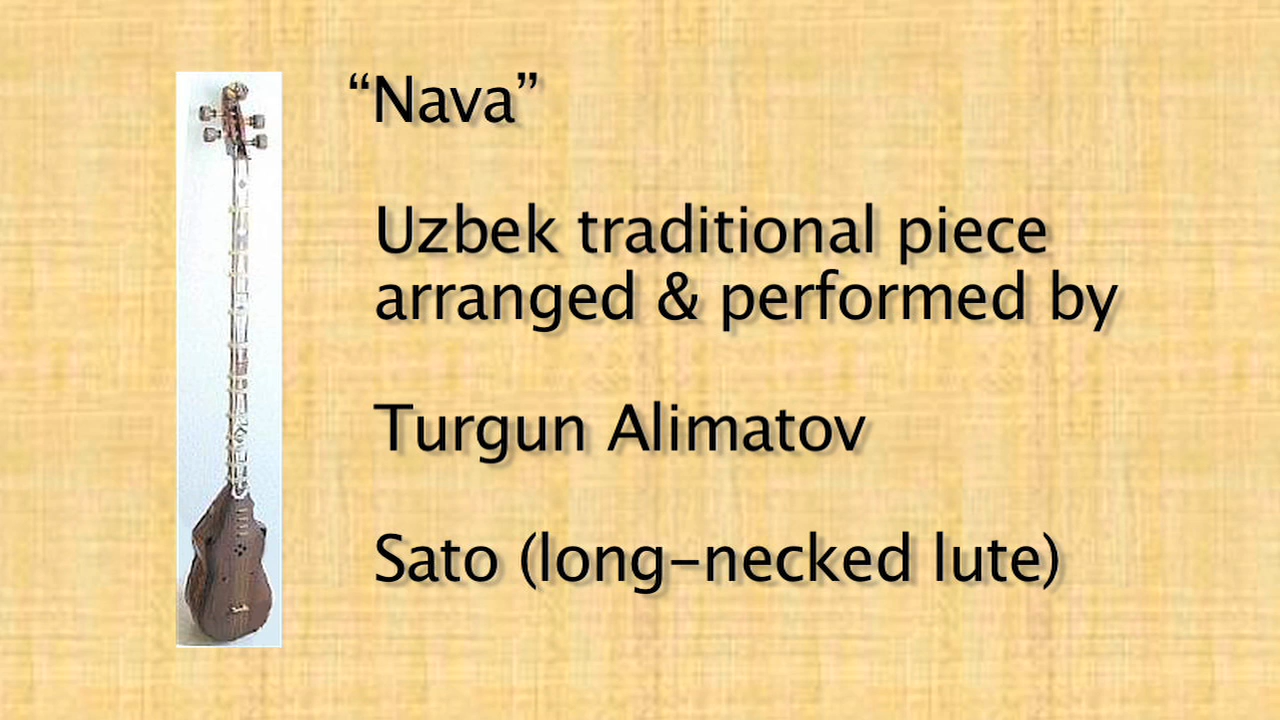 “Nava”
Uzbek traditional piece
arranged & performed by
Turgun Alimatov
Sato (long-necked lute)